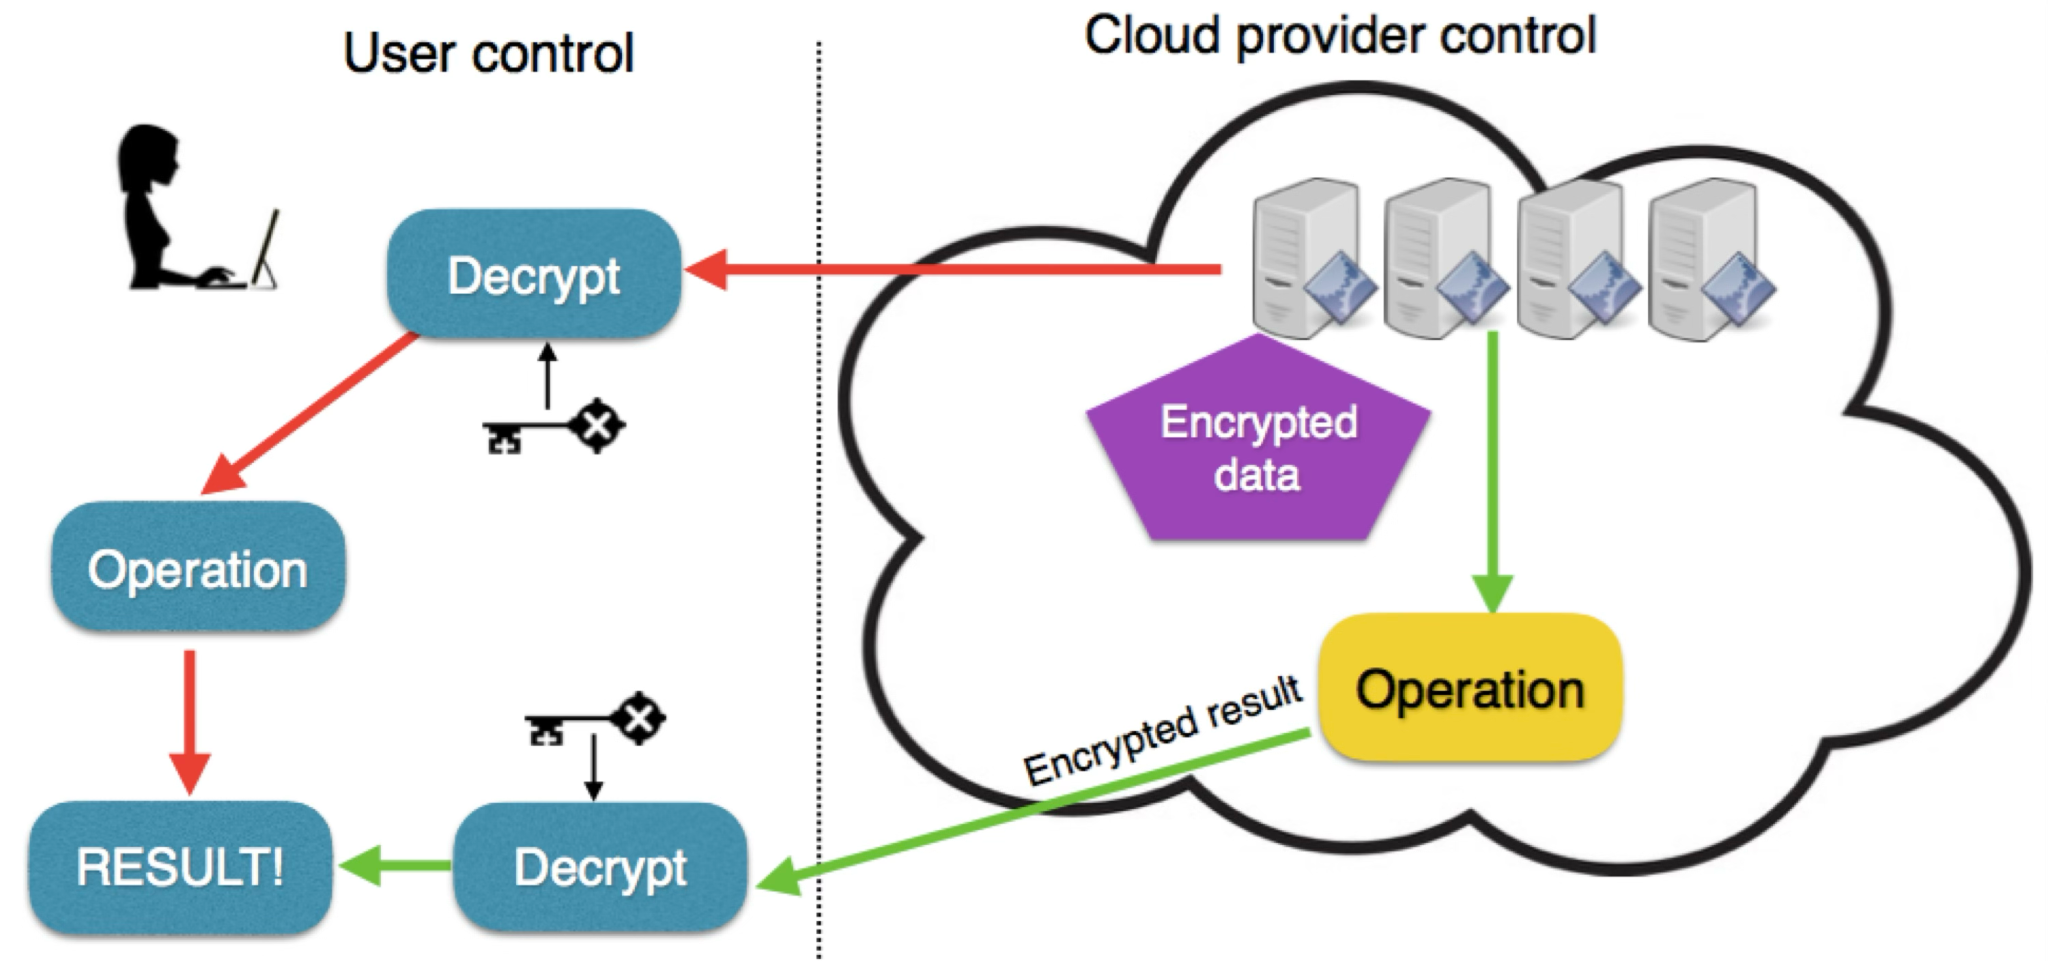 User control
Cloud provider control
Decrypt
Encrypted
data
Operation
Operation
Encrypted result
RESULT!
Decrypt